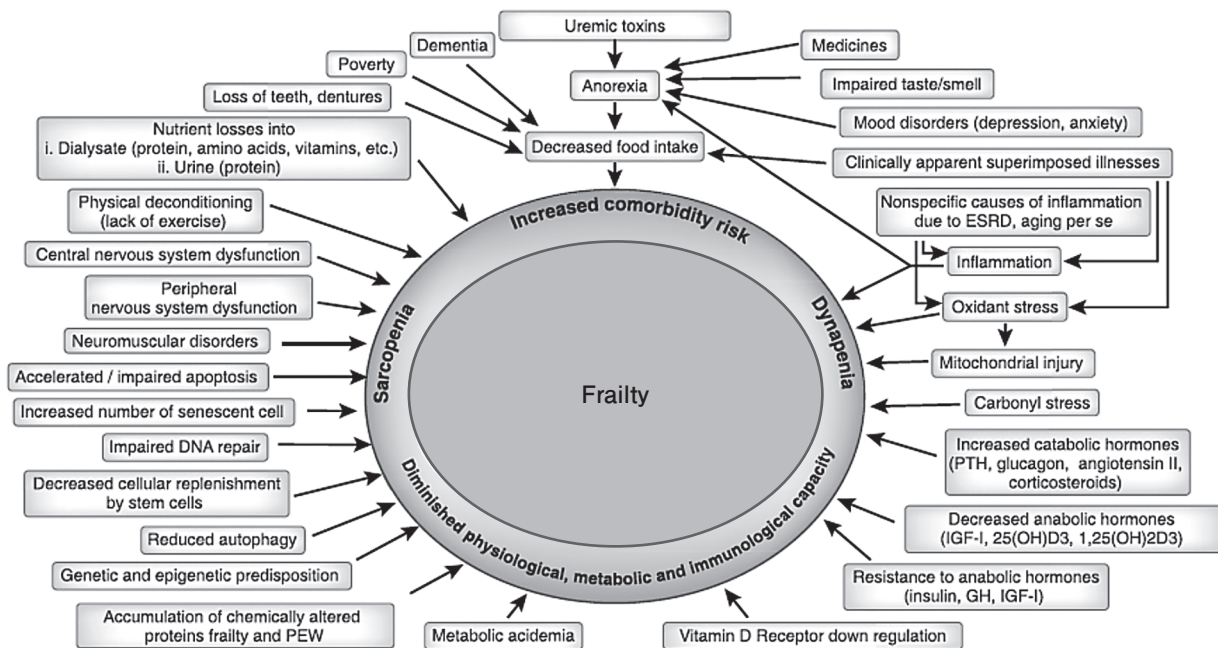 Uremic toxins
Dementia
Medicines
Poverty
Anorexia
Impaired taste/smell
Loss of teeth, dentures
Mood disorders (depression, anxiety)
Nutrient losses into
i. Dialysate (protein, amino acids, vitamins, etc.)
ii. Urine (protein)
Decreased food intake
Clinically apparent superimposed illnesses
Physical deconditioning
(lack of exercise)
Increased comorbidity risk
Nonspecific causes of inflammation
due to ESRD, aging per se
Central nervous system dysfunction
Inflammation
Peripheral
nervous system dysfunction
Sarcopenia
Dynapenia
Oxidant stress
Neuromuscular disorders
Mitochondrial injury
Accelerated / impaired apoptosis
Frailty
Increased number of senescent cell
Carbonyl stress
Impaired DNA repair
Increased catabolic hormones
(PTH, glucagon, angiotensin II,
corticosteroids)
Decreased cellular replenishment
by stem cells
Diminished physiological, metabolic and immunological capacity
Reduced autophagy
Decreased anabolic hormones
(IGF-I, 25(OH)D3, 1,25(OH)2D3)
Genetic and epigenetic predisposition
Resistance to anabolic hormones
(insulin, GH, IGF-I)
Accumulation of chemically altered
proteins frailty and PEW
Metabolic acidemia
Vitamin D Receptor down regulation